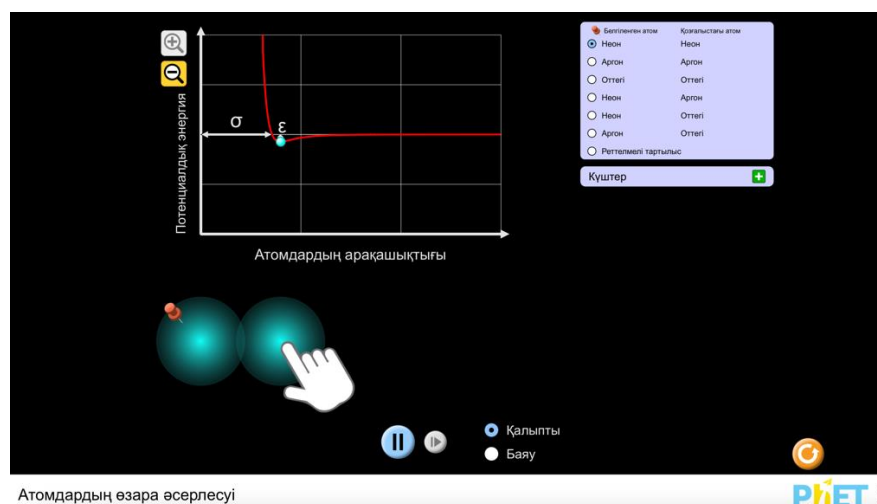 Потенциалдық энергия
σ
ε
Атомдардың арақашықтығы
Белгіленген атом Қозғалыстағы атом
Неон Неон
Аргон Аргон
Оттегі Оттегі
Неон Аргон
Неон Оттегі
Аргон Оттегі
Реттелмелі тартылыс
Күштер
Қалыпты
Баяу
Атомдардың өзара әсерлесуі
PhET